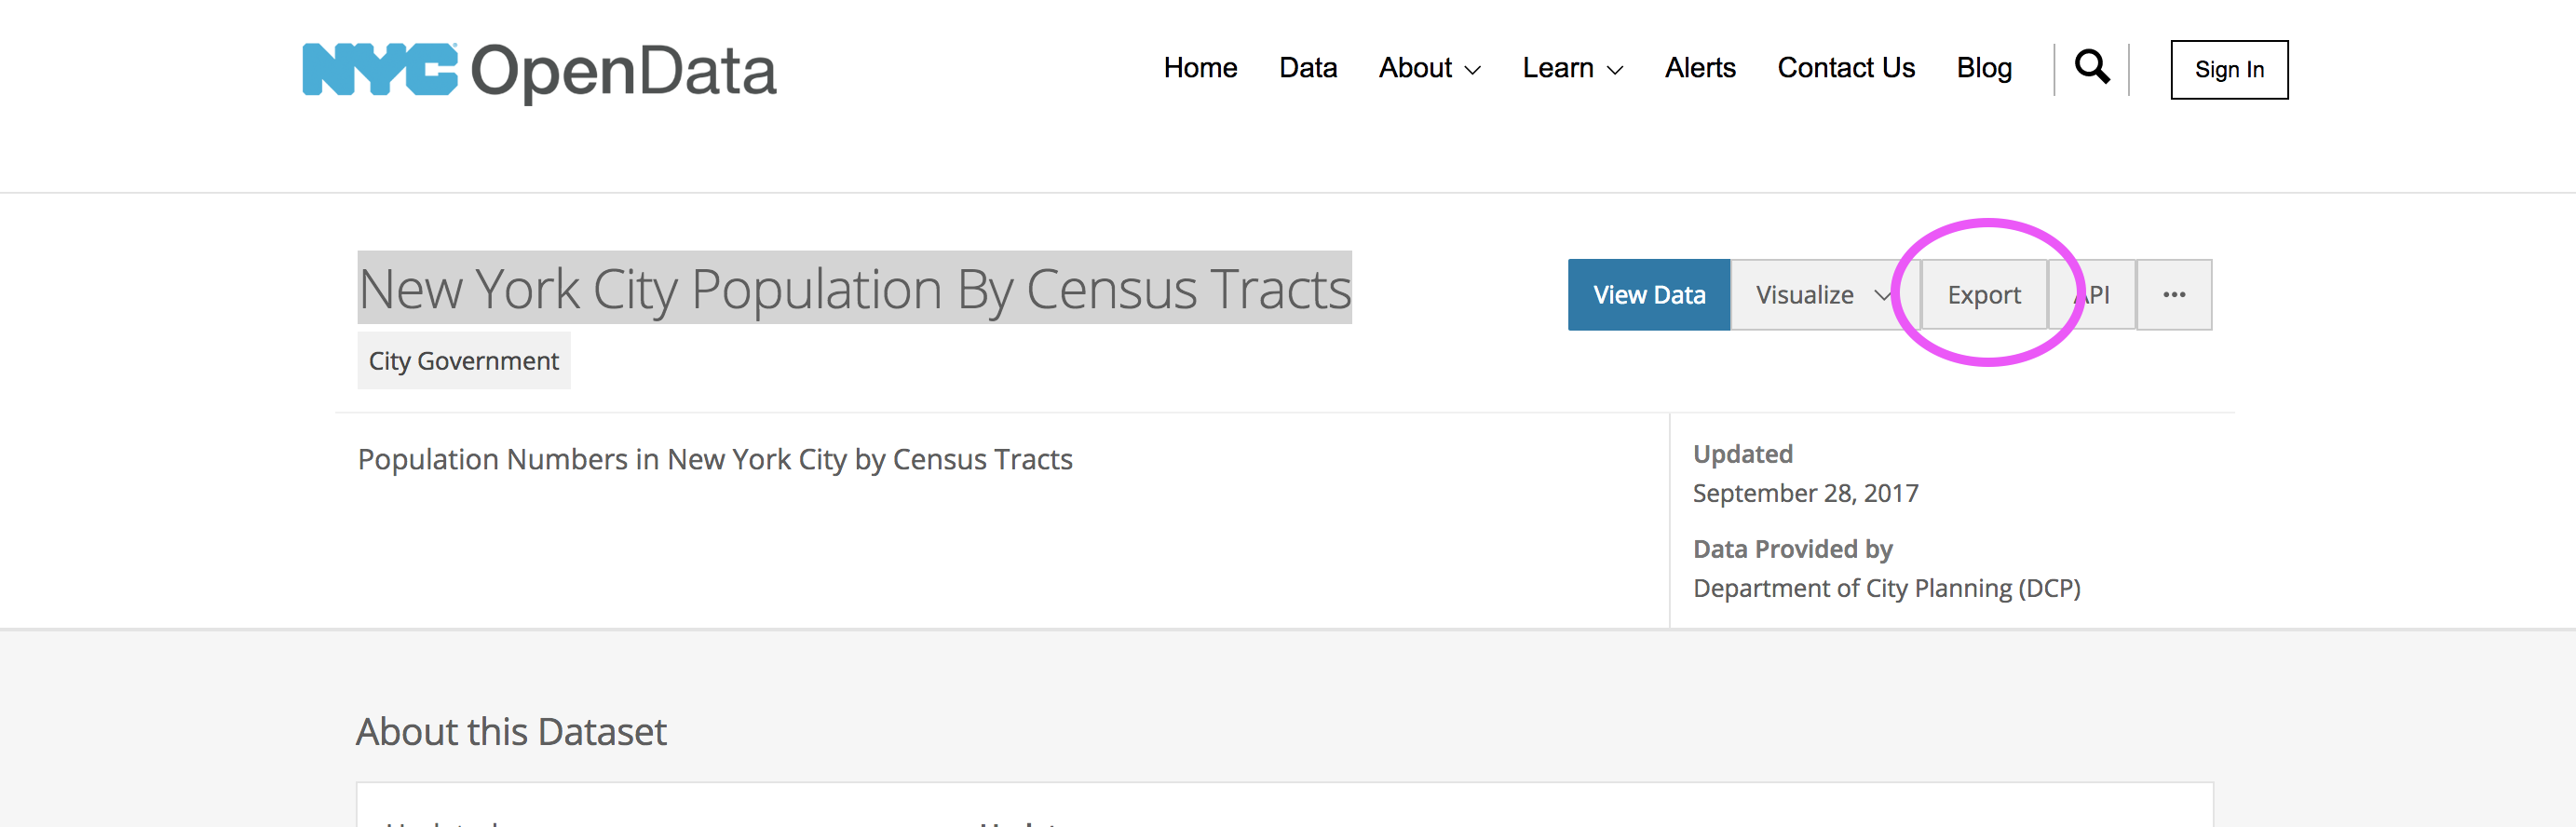 NYC OpenData
Home Data About Learn Alerts Contact Us Blog Sign In
New York City Population By Census Tracts
View Data Visualize Export API ...
City Government
Population Numbers in New York City by Census Tracts
Updated
September 28, 2017
Data Provided by
Department of City Planning (DCP)
About this Dataset